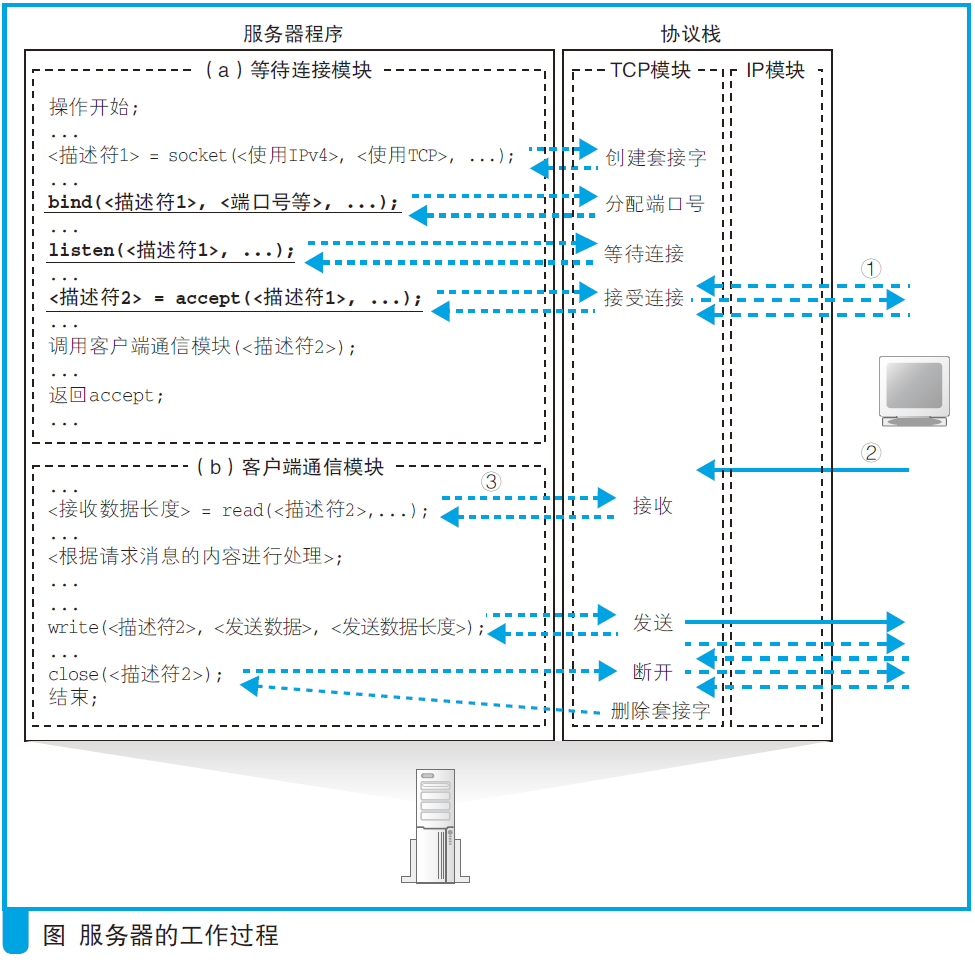 服务器程序
协议栈
(a)等待连接模块
TCP模块
IP模块
操作开始;
...
<描述符1> = socket(<使用IPv4>, <使用TCP>, ...);
创建套接字
...
bind(<描述符1>, <端口号等>, ...);
分配端口号
...
listen(<描述符1>, ...);
等待连接
...
①
<描述符2> = accept(<描述符1>, ...);
接受连接
...
调用客户端通信模块(<描述符2>);
...
返回accept;
...
②
(b)客户端通信模块
...
③
<接收数据长度> = read(<描述符2>,...);
接收
...
<根据请求消息的内容进行处理>;
...
...
write(<描述符2>, <发送数据>, <发送数据长度>);
发送
...
close(<描述符2>);
断开
结束;
删除套接字
图 服务器的工作过程